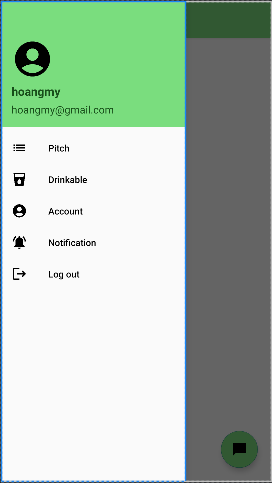 hoangmy
hoangmy@gmail.com
Pitch
Drinkable
Account
Notification
Log out